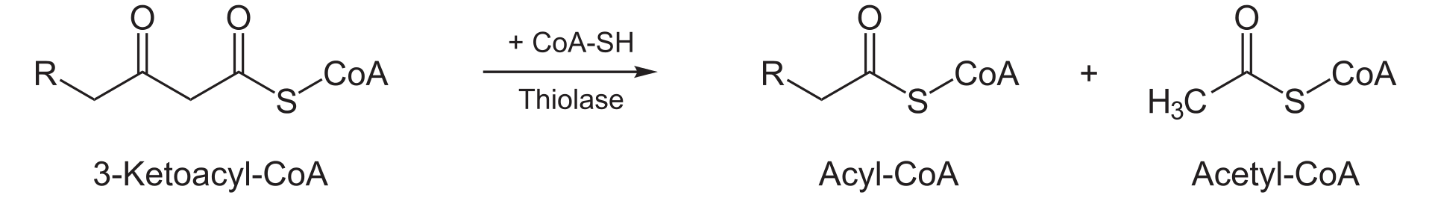 O O O O
+ CoA-SH
R S CoA R S CoA + H₃C S CoA
Thiolase
3-Ketoacyl-CoA Acyl-CoA Acetyl-CoA